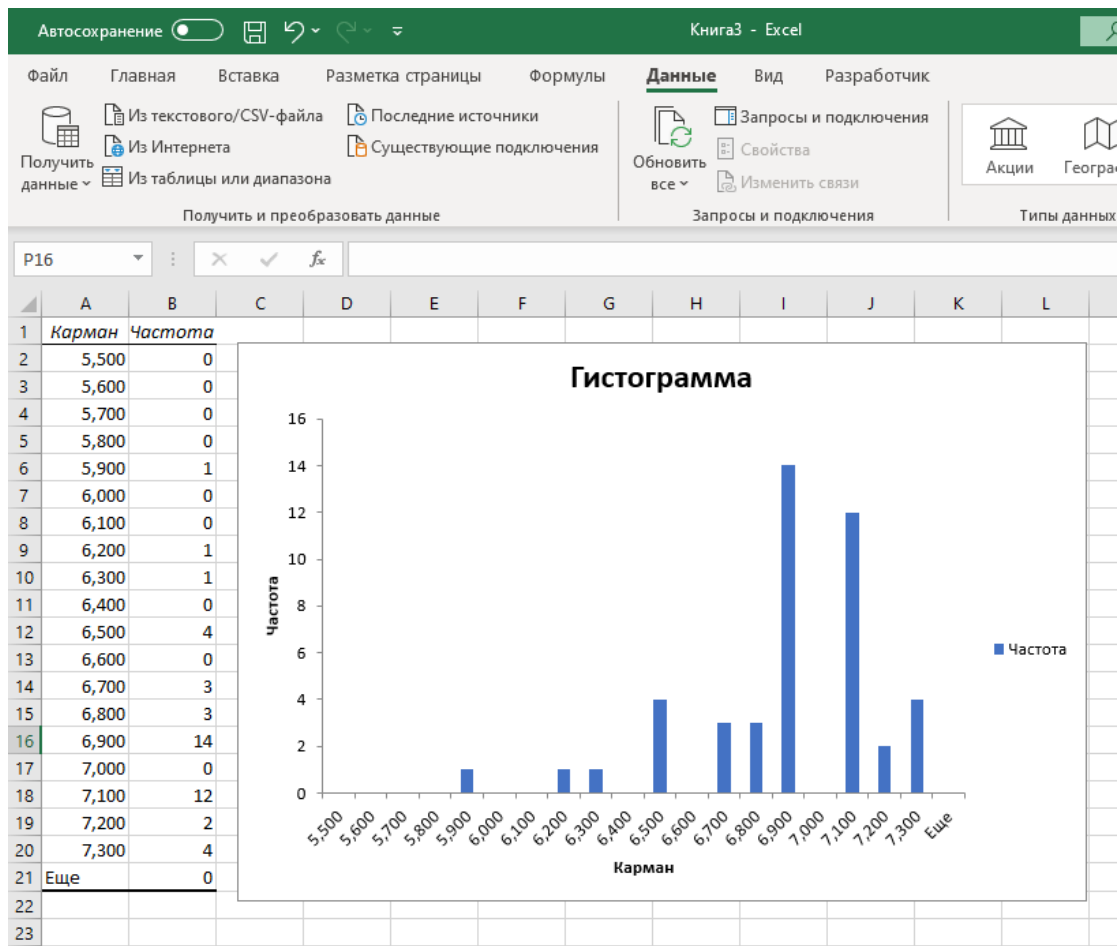 Автосохранение
Книга3 - Excel
Файл Главная Вставка Разметка страницы Формулы Данные Вид Разработчик
Получить данные
Из текстового/CSV-файла
Из Интернета
Из таблицы или диапазона
Последние источники
Существующие подключения
Получить и преобразовать данные
Обновить все
Запросы и подключения
Свойства
Изменить связи
Запросы и подключения
Акции
Типы данных
P16
fx
A B C D E F G H I J K L
1 Карман Частота
2 5,500 0
3 5,600 0
4 5,700 0
5 5,800 0
6 5,900 1
7 6,000 0
8 6,100 0
9 6,200 1
10 6,300 1
11 6,400 0
12 6,500 4
13 6,600 0
14 6,700 3
15 6,800 3
16 6,900 14
17 7,000 0
18 7,100 12
19 7,200 2
20 7,300 4
21 Еще 0
22
23
Гистограмма
16
14
12
10
8
6
4
2
0
Частота
5,500 5,600 5,700 5,800 5,900 6,000 6,100 6,200 6,300 6,400 6,500 6,600 6,700 6,800 6,900 7,000 7,100 7,200 7,300 Еще
Карман
Частота